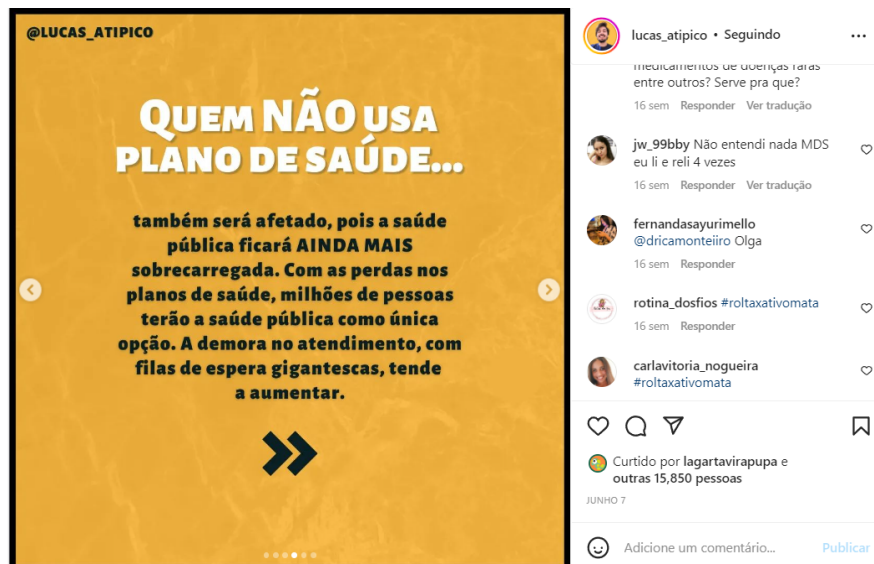 @LUCAS_ATIPICO
QUEM NÃO USA
PLANO DE SAÚDE...
também será afetado, pois a saúde
pública ficará AINDA MAIS
sobrecarregada. Com as perdas nos
planos de saúde, milhões de pessoas
terão a saúde pública como única
opção. A demora no atendimento, com
filas de espera gigantescas, tende
a aumentar.
lucas_atipico • Seguindo
medicamentos de doenças raras
entre outros? Serve pra que?
16 sem Responder Ver tradução
jw_99bby Não entendi nada MDS
eu li e reli 4 vezes
16 sem Responder Ver tradução
fernandasayurimello
@dricamonteiiro Olga
16 sem Responder
rotina_dosfios #roltaxativomata
16 sem Responder
carlavitoria_nogueira
#roltaxativomata
Curtido por lagartavirapupa e
outras 15,850 pessoas
JUNHO 7
Adicione um comentário... Publicar